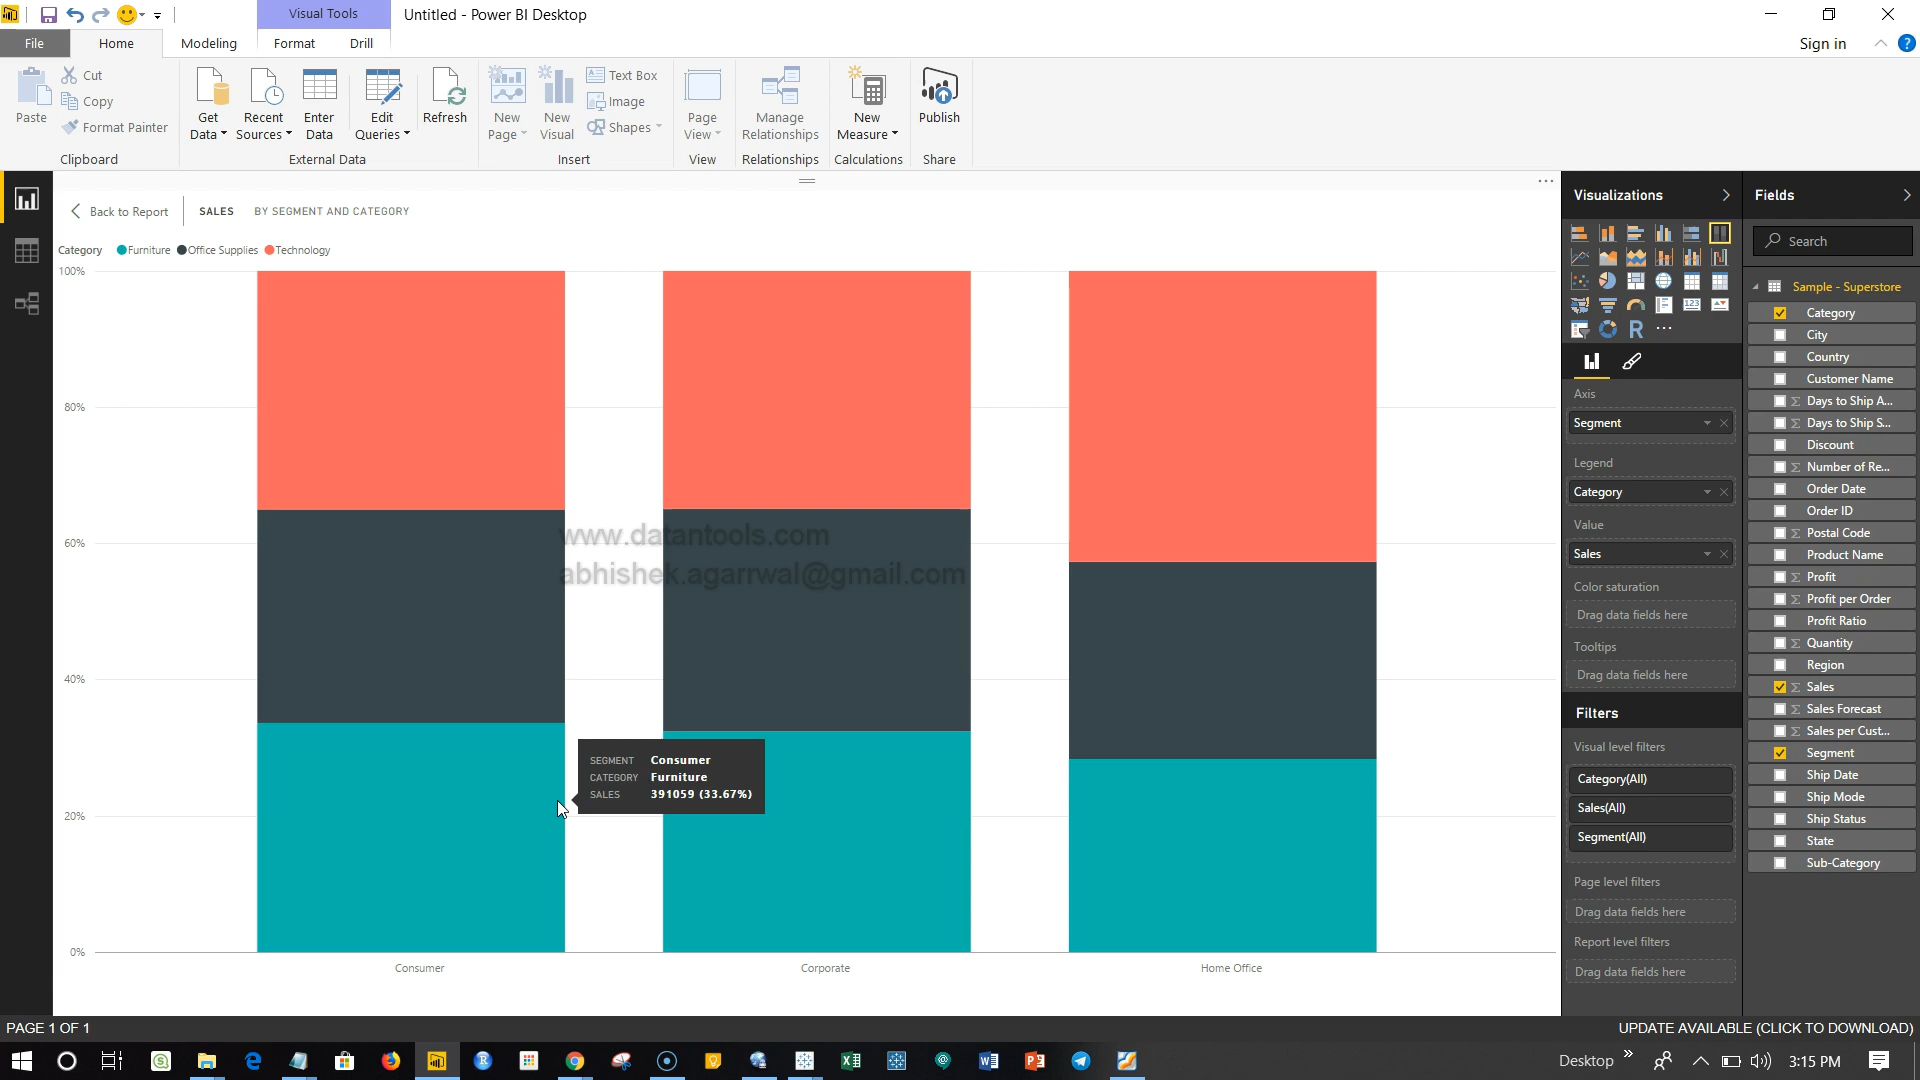 Visual Tools
Untitled - Power BI Desktop
File
Home
Modeling
Format
Drill
Sign in
?
Paste
Cut
Copy
Format Painter
Clipboard
Get Data
Recent Sources
Enter Data
Edit Queries
Refresh
External Data
New Page
New Visual
Text Box
Image
Shapes
Insert
Page View
View
Manage Relationships
Relationships
New Measure
Calculations
Publish
Share
Back to Report
SALES BY SEGMENT AND CATEGORY
Category Furniture Office Supplies Technology
100%
80%
60%
40%
20%
0%
www.datantools.com
abhishek.agarrwal@gmail.com
SEGMENT Consumer
CATEGORY Furniture
SALES 391059 (33.67%)
Consumer
Corporate
Home Office
Visualizations
123
R
Axis
Segment
Legend
Category
Value
Sales
Color saturation
Drag data fields here
Tooltips
Drag data fields here
Filters
Visual level filters
Category(All)
Sales(All)
Segment(All)
Page level filters
Drag data fields here
Report level filters
Drag data fields here
Fields
Search
Sample - Superstore
Category
City
Country
Customer Name
Days to Ship A...
Days to Ship S...
Discount
Number of Re...
Order Date
Order ID
Postal Code
Product Name
Profit
Profit per Order
Profit Ratio
Quantity
Region
Sales
Sales Forecast
Sales per Cust...
Segment
Ship Date
Ship Mode
Ship Status
State
Sub-Category
PAGE 1 OF 1
UPDATE AVAILABLE (CLICK TO DOWNLOAD)
Desktop
3:15 PM